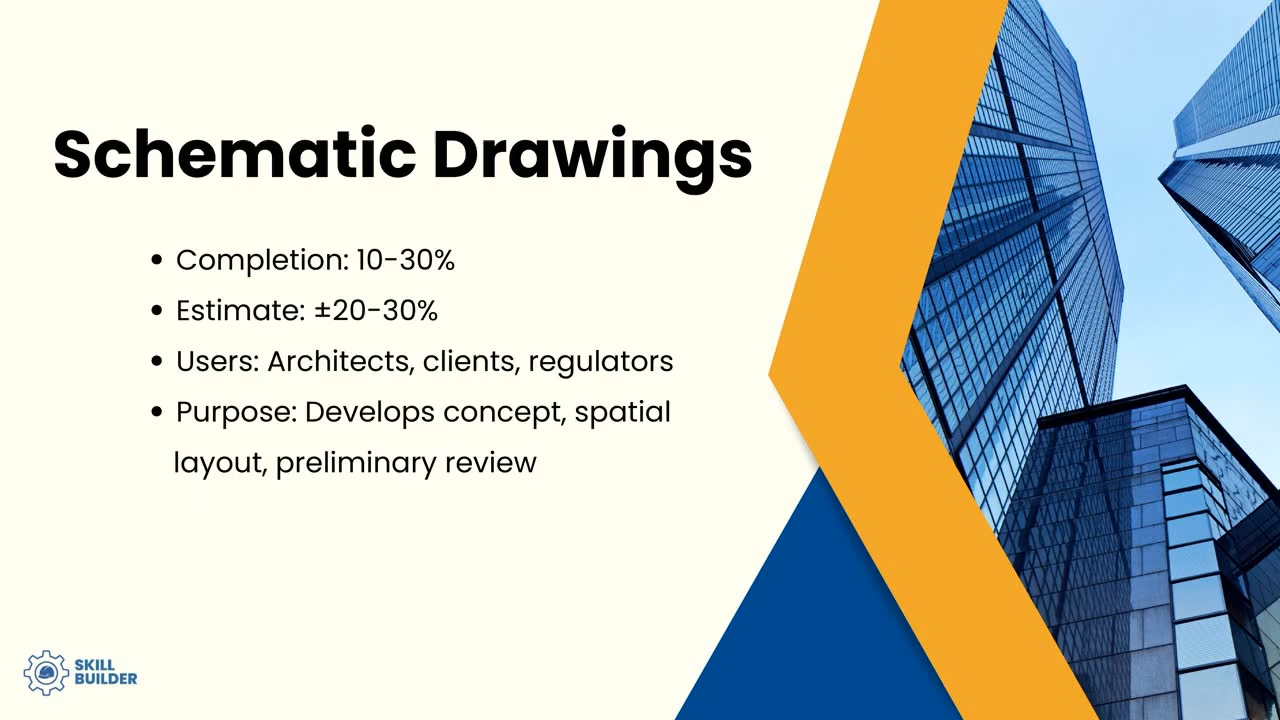 Schematic Drawings
• Completion: 10-30%
• Estimate: ±20-30%
• Users: Architects, clients, regulators
• Purpose: Develops concept, spatial
layout, preliminary review
SKILL
BUILDER